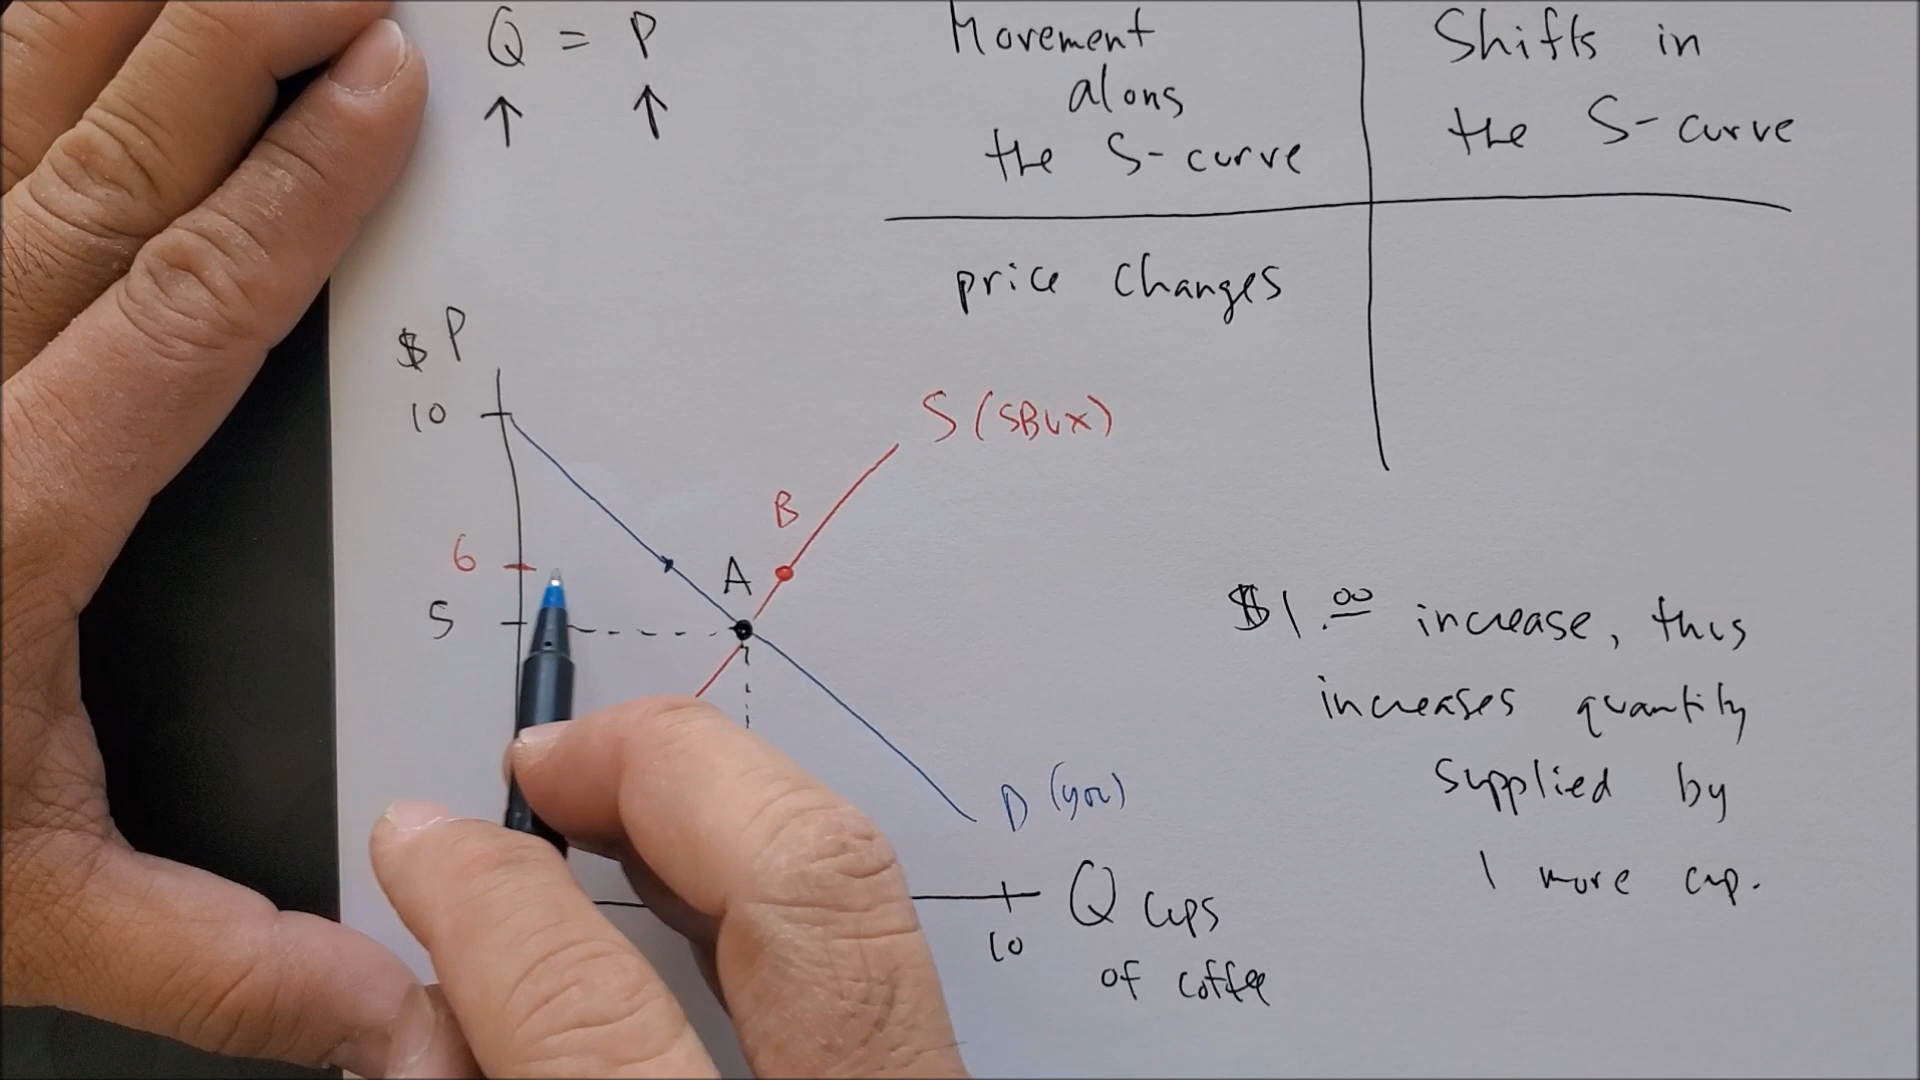 Q = P
↑ ↑
Movement
alons
the S-curve
Shifts in
the S-curve
price changes
$ P
10
6
5
S (SBUX)
B
A
D (you)
10
Q cups
of coffee
$1.00 increase, this
increases quantity
supplied by
1 more cup.